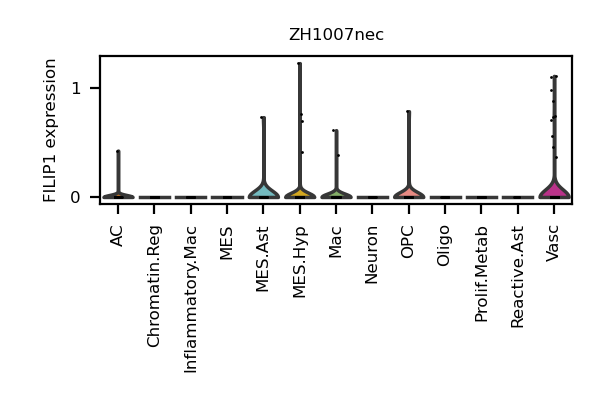 ZH1007nec
FILIP1 expression
1
0
AC
Chromatin.Reg
Inflammatory.Mac
MES
MES.Ast
MES.Hyp
Mac
Neuron
OPC
Oligo
Prolif.Metab
Reactive.Ast
Vasc